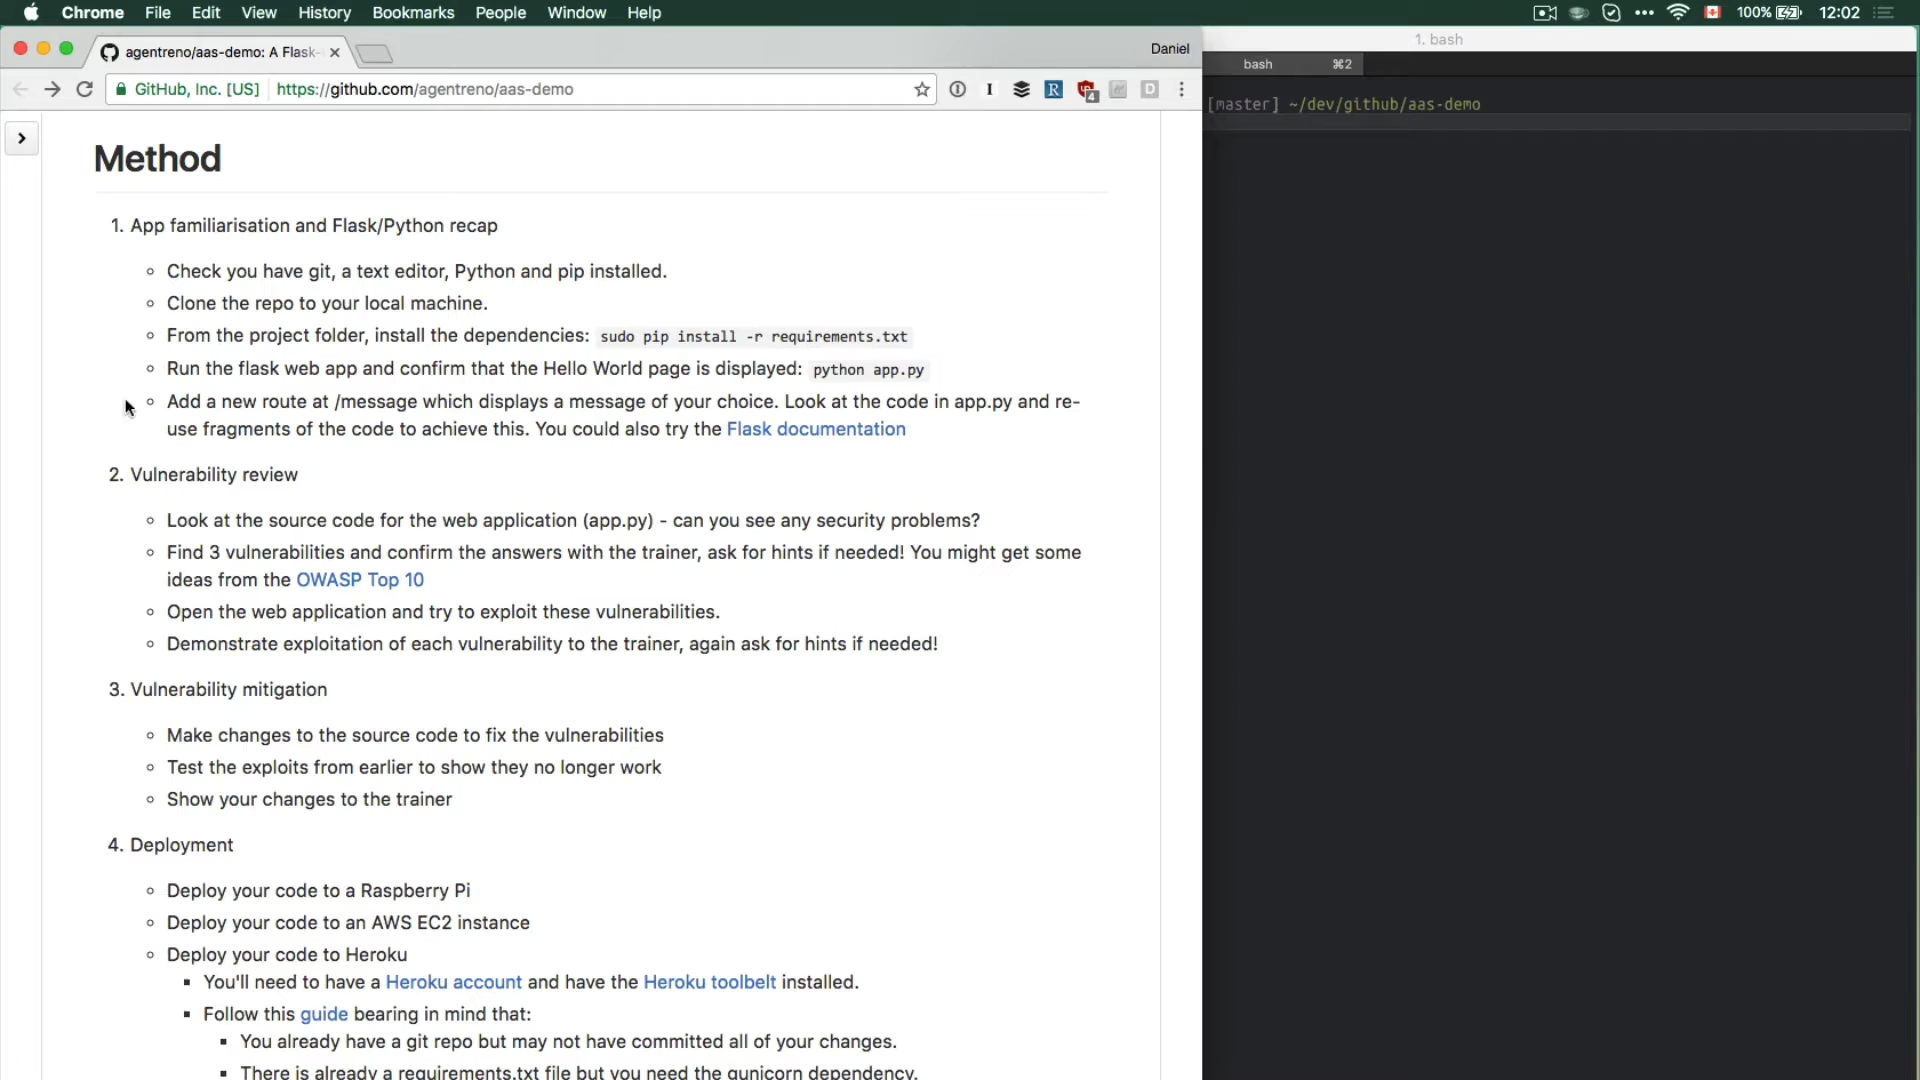 Chrome File Edit View History Bookmarks People Window Help 100% 12:02
agentreno/aas-demo: A Flask- Daniel
GitHub, Inc. [US] https://github.com/agentreno/aas-demo
1. bash
bash ⌘2
[master] ~/dev/github/aas-demo
Method
1. App familiarisation and Flask/Python recap
Check you have git, a text editor, Python and pip installed.
Clone the repo to your local machine.
From the project folder, install the dependencies: sudo pip install -r requirements.txt
Run the flask web app and confirm that the Hello World page is displayed: python app.py
Add a new route at /message which displays a message of your choice. Look at the code in app.py and re-
use fragments of the code to achieve this. You could also try the Flask documentation
2. Vulnerability review
Look at the source code for the web application (app.py) - can you see any security problems?
Find 3 vulnerabilities and confirm the answers with the trainer, ask for hints if needed! You might get some
ideas from the OWASP Top 10
Open the web application and try to exploit these vulnerabilities.
Demonstrate exploitation of each vulnerability to the trainer, again ask for hints if needed!
3. Vulnerability mitigation
Make changes to the source code to fix the vulnerabilities
Test the exploits from earlier to show they no longer work
Show your changes to the trainer
4. Deployment
Deploy your code to a Raspberry Pi
Deploy your code to an AWS EC2 instance
Deploy your code to Heroku
You'll need to have a Heroku account and have the Heroku toolbelt installed.
Follow this guide bearing in mind that:
You already have a git repo but may not have committed all of your changes.
There is already a requirements.txt file but you need the gunicorn dependency.